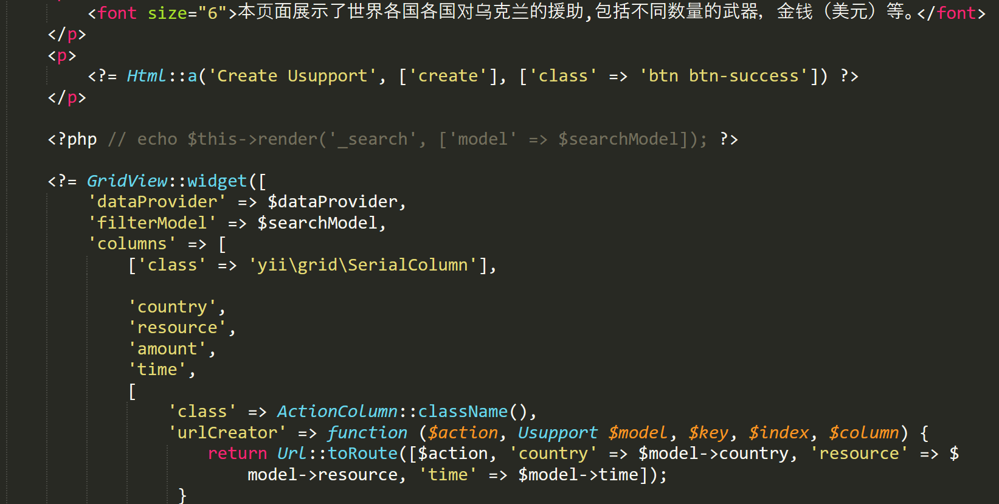 <font size="6">本页面展示了世界各国各国对乌克兰的援助,包括不同数量的武器, 金钱（美元）等。</font>
</p>
<p>
<?= Html::a('Create Usupport', ['create'], ['class' => 'btn btn-success']) ?>
</p>
<?php // echo $this->render('_search', ['model' => $searchModel]); ?>
<?= GridView::widget([
'dataProvider' => $dataProvider,
'filterModel' => $searchModel,
'columns' => [
['class' => 'yii\grid\SerialColumn'],
'country',
'resource',
'amount',
'time',
[
'class' => ActionColumn::className(),
'urlCreator' => function ($action, Usupport $model, $key, $index, $column) {
return Url::toRoute([$action, 'country' => $model->country, 'resource' => $
model->resource, 'time' => $model->time]);
}